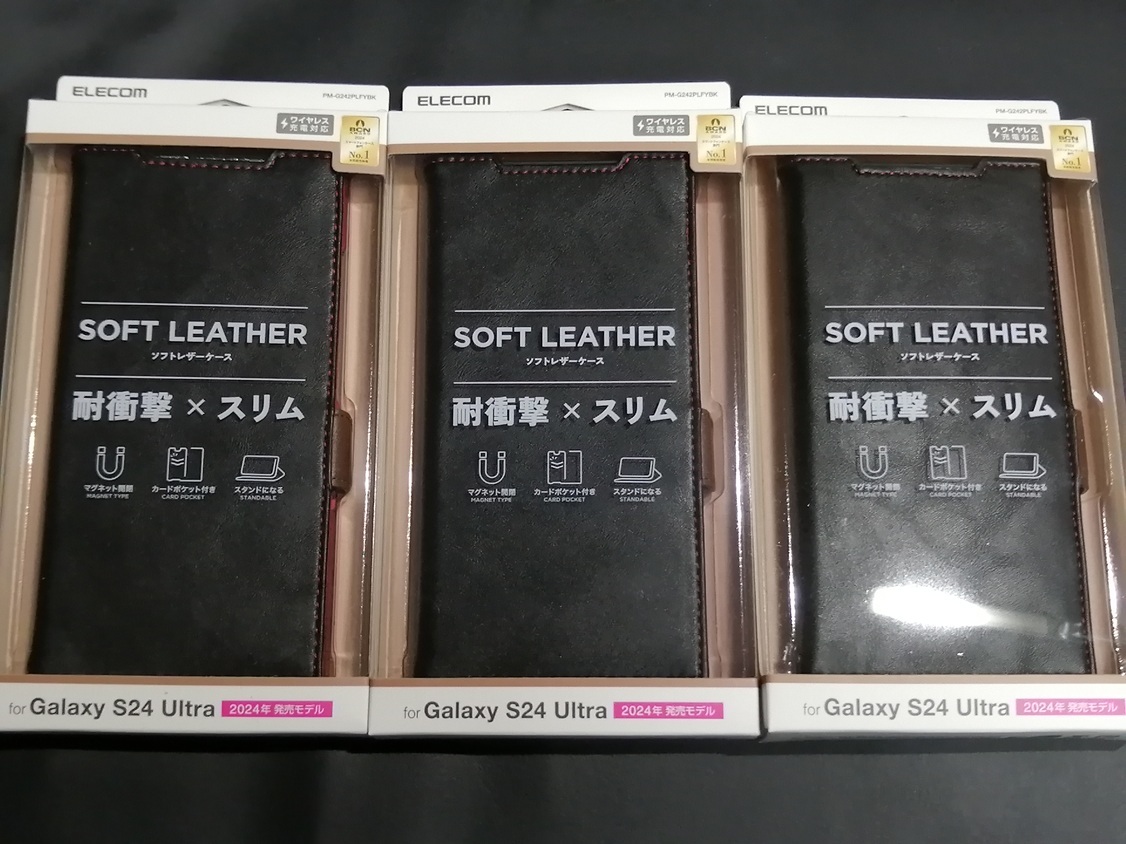 ELECOM
PM-G242PLFYBK
ワイヤレス
充電対応
BCN
No.1
SOFT LEATHER
ソフトレザーケース
耐衝撃 × スリム
マグネット開閉
MAGNET TYPE
カードポケット付き
CARD POCKET
スタンドになる
STANDABLE
for Galaxy S24 Ultra 2024年 発売モデル
ELECOM
PM-G242PLFYBK
ワイヤレス
充電対応
BCN
No.1
SOFT LEATHER
ソフトレザーケース
耐衝撃 × スリム
マグネット開閉
MAGNET TYPE
カードポケット付き
CARD POCKET
スタンドになる
STANDABLE
for Galaxy S24 Ultra 2024年 発売モデル
ELECOM
PM-G242PLFYBK
ワイヤレス
充電対応
BCN
No.1
SOFT LEATHER
ソフトレザーケース
耐衝撃 × スリム
マグネット開閉
MAGNET TYPE
カードポケット付き
CARD POCKET
スタンドになる
STANDABLE
for Galaxy S24 Ultra 2024年 発売モデル